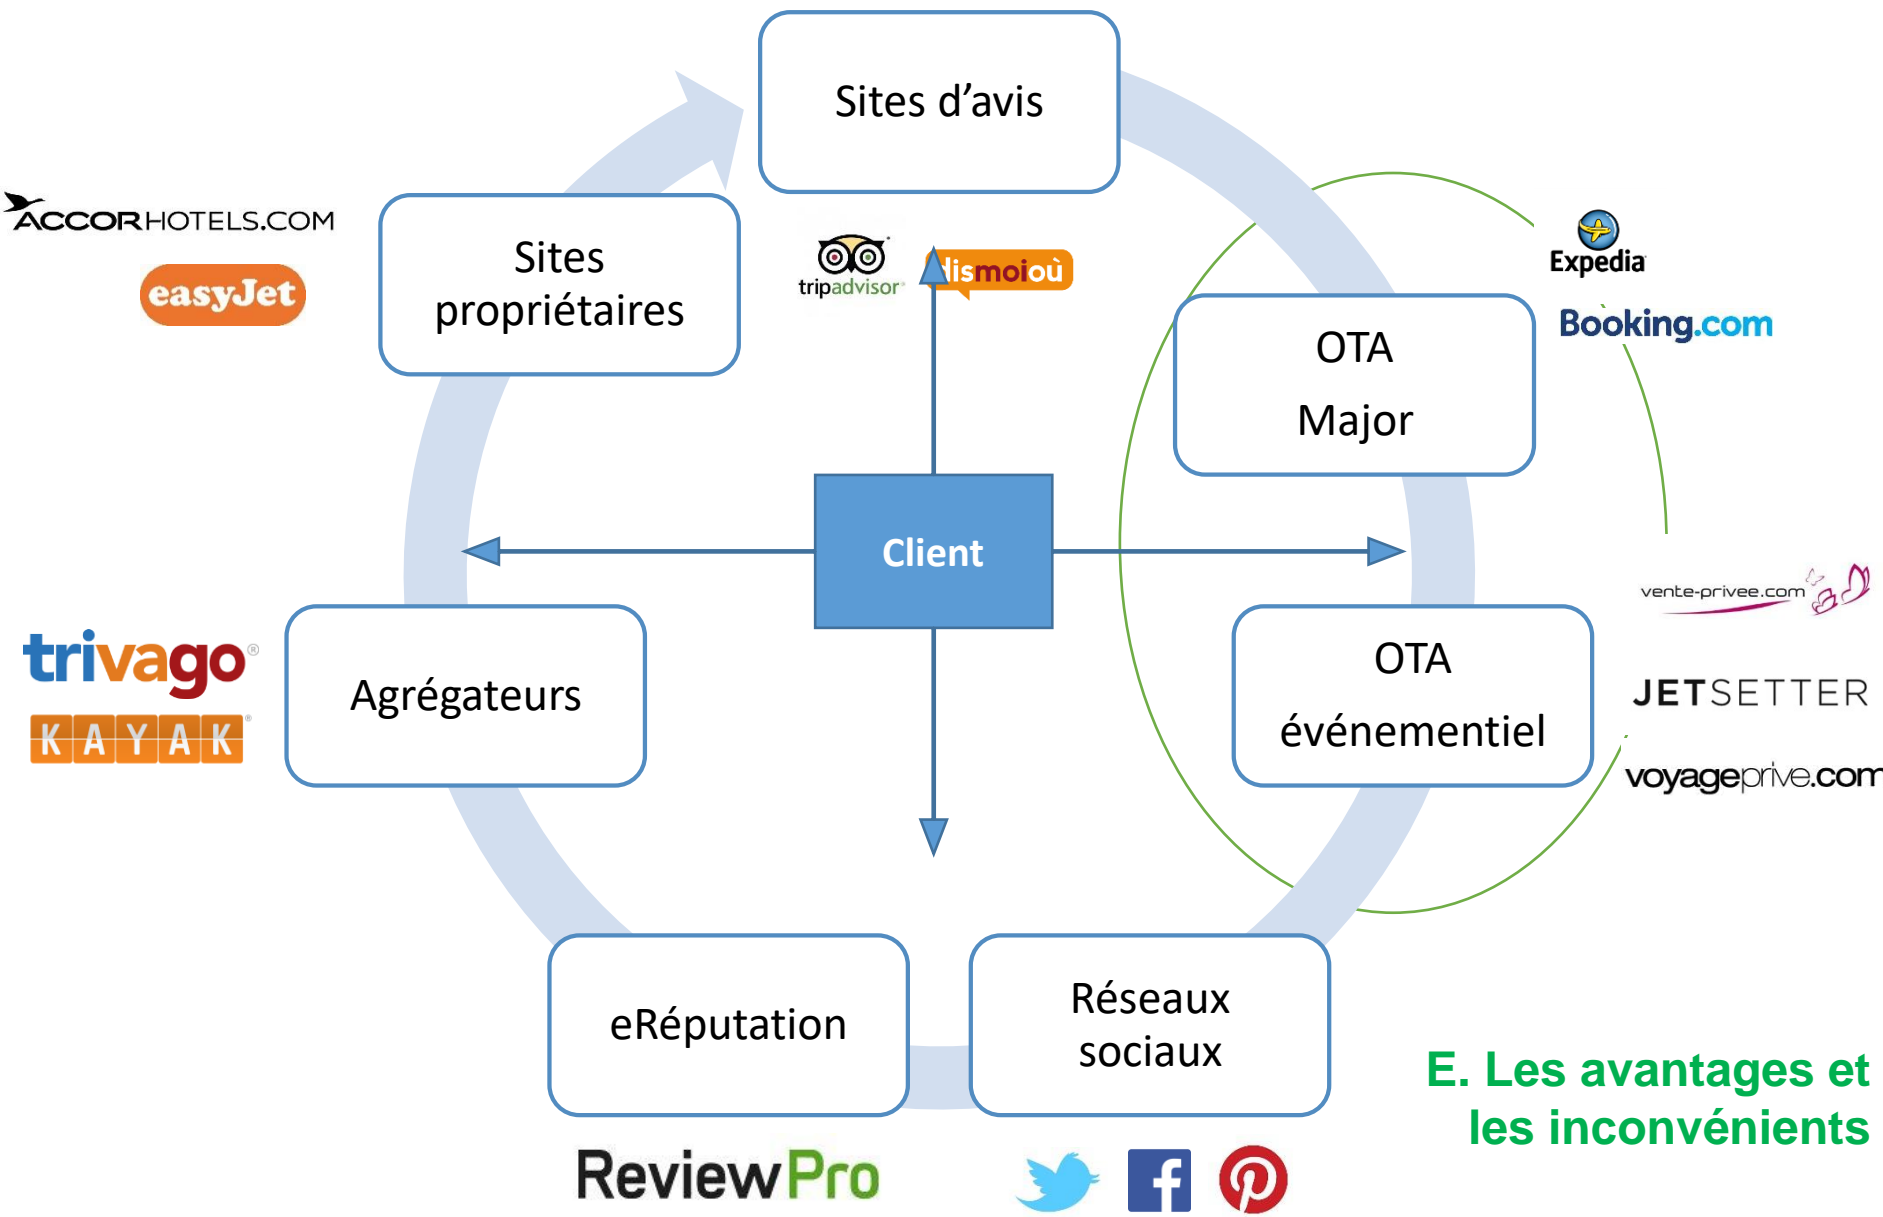 Sites d’avis
tripadvisor®
dismoioù
ACCORHOTELS.COM
easyJet
Sites
propriétaires
Expedia
Booking.com
OTA
Major
Client
vente-privee.com
JETSETTER
voyageprive.com
OTA
événementiel
trivago®
KAYAK®
Agrégateurs
eRéputation
Réseaux
sociaux
ReviewPro
f
E. Les avantages et
les inconvénients